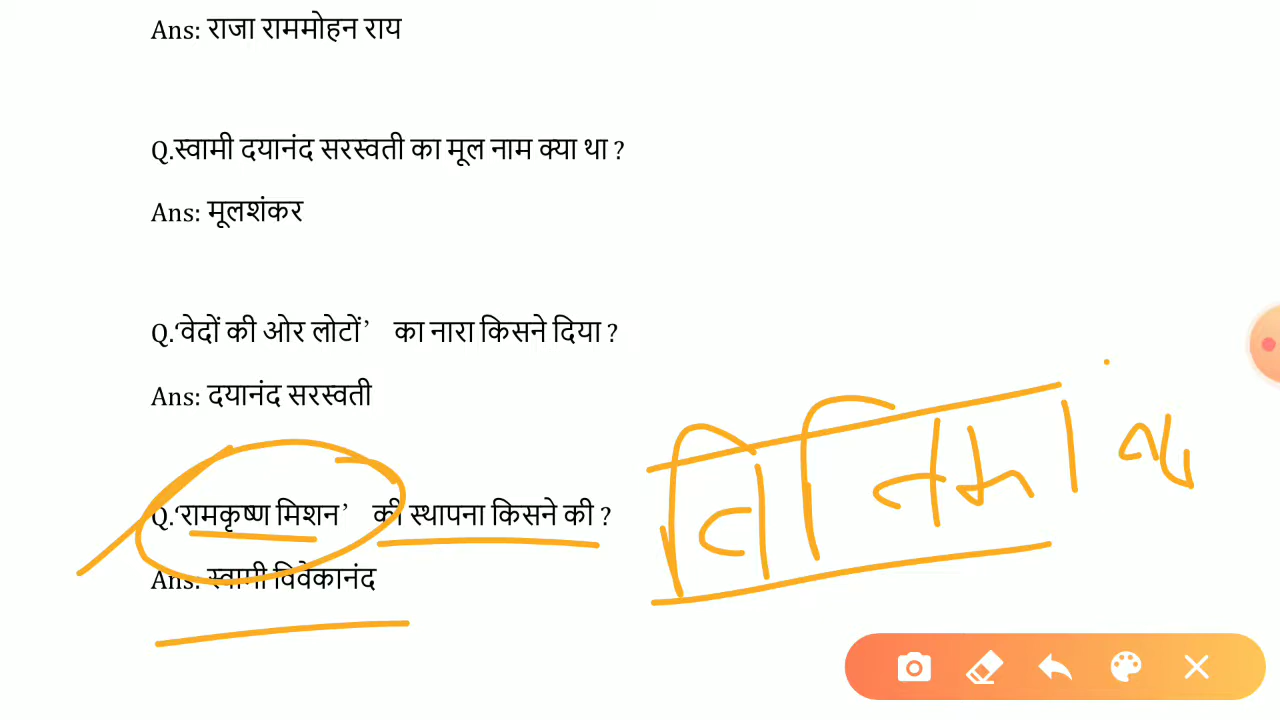 Ans: राजा राममोहन राय
Q.स्वामी दयानंद सरस्वती का मूल नाम क्या था ?
Ans: मूलशंकर
Q.‘वेदों की ओर लोटों’ का नारा किसने दिया ?
Ans: दयानंद सरस्वती
Q.‘रामकृष्ण मिशन’ की स्थापना किसने की ?
Ans: स्वामी विवेकानंद